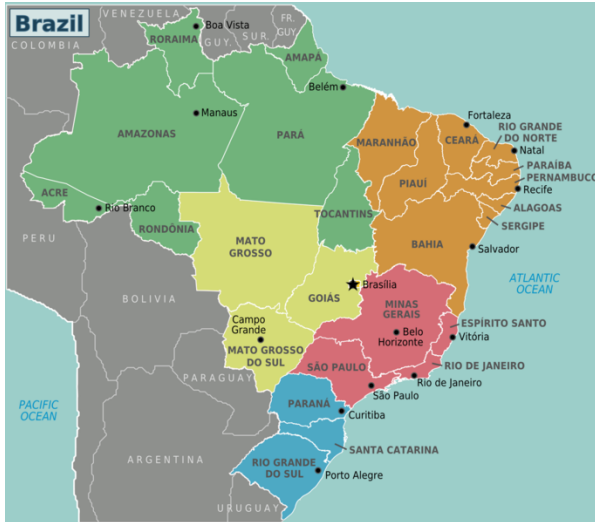 Brazil
VENEZUELA
COLOMBIA
GUY.
SUR.
FR.
GUY.
RORAIMA
Boa Vista
AMAPÁ
Belém
Manaus
AMAZONAS
PARÁ
MARANHÃO
Fortaleza
CEARÁ
RIO GRANDE
DO NORTE
Natal
PARAÍBA
PERNAMBUCO
Recife
PIAUÍ
ACRE
Rio Branco
RONDÔNIA
TOCANTINS
ALAGOAS
SERGIPE
PERU
MATO
GROSSO
BAHIA
Salvador
BOLIVIA
GOIÁS
Brasília
ATLANTIC
OCEAN
MINAS
GERAIS
Belo
Horizonte
ESPÍRITO SANTO
Vitória
Campo
Grande
MATO GROSSO
DO SUL
SÃO PAULO
RIO DE JANEIRO
Rio de Janeiro
São Paulo
PARAGUAY
PACIFIC
OCEAN
PARANÁ
Curitiba
SANTA CATARINA
ARGENTINA
RIO GRANDE
DO SUL
Porto Alegre
URUGUAY